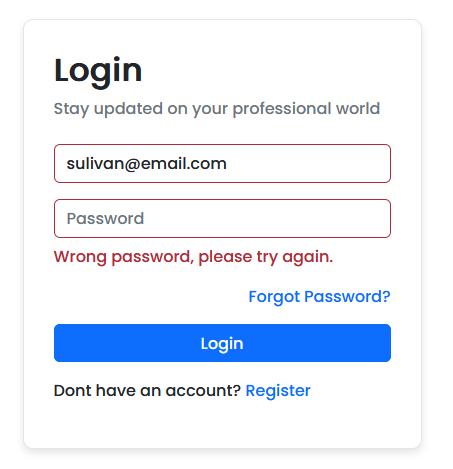 Login
Stay updated on your professional world
sulivan@email.com
Password
Wrong password, please try again.
Forgot Password?
Login
Dont have an account? Register